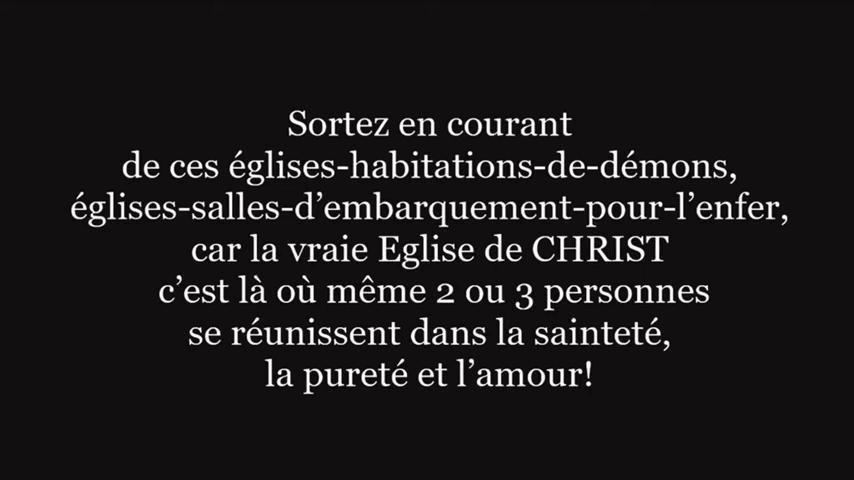 Sortez en courant
de ces églises-habitations-de-démons,
églises-salles-d’embarquement-pour-l’enfer,
car la vraie Eglise de CHRIST
c’est là où même 2 ou 3 personnes
se réunissent dans la sainteté,
la pureté et l’amour!